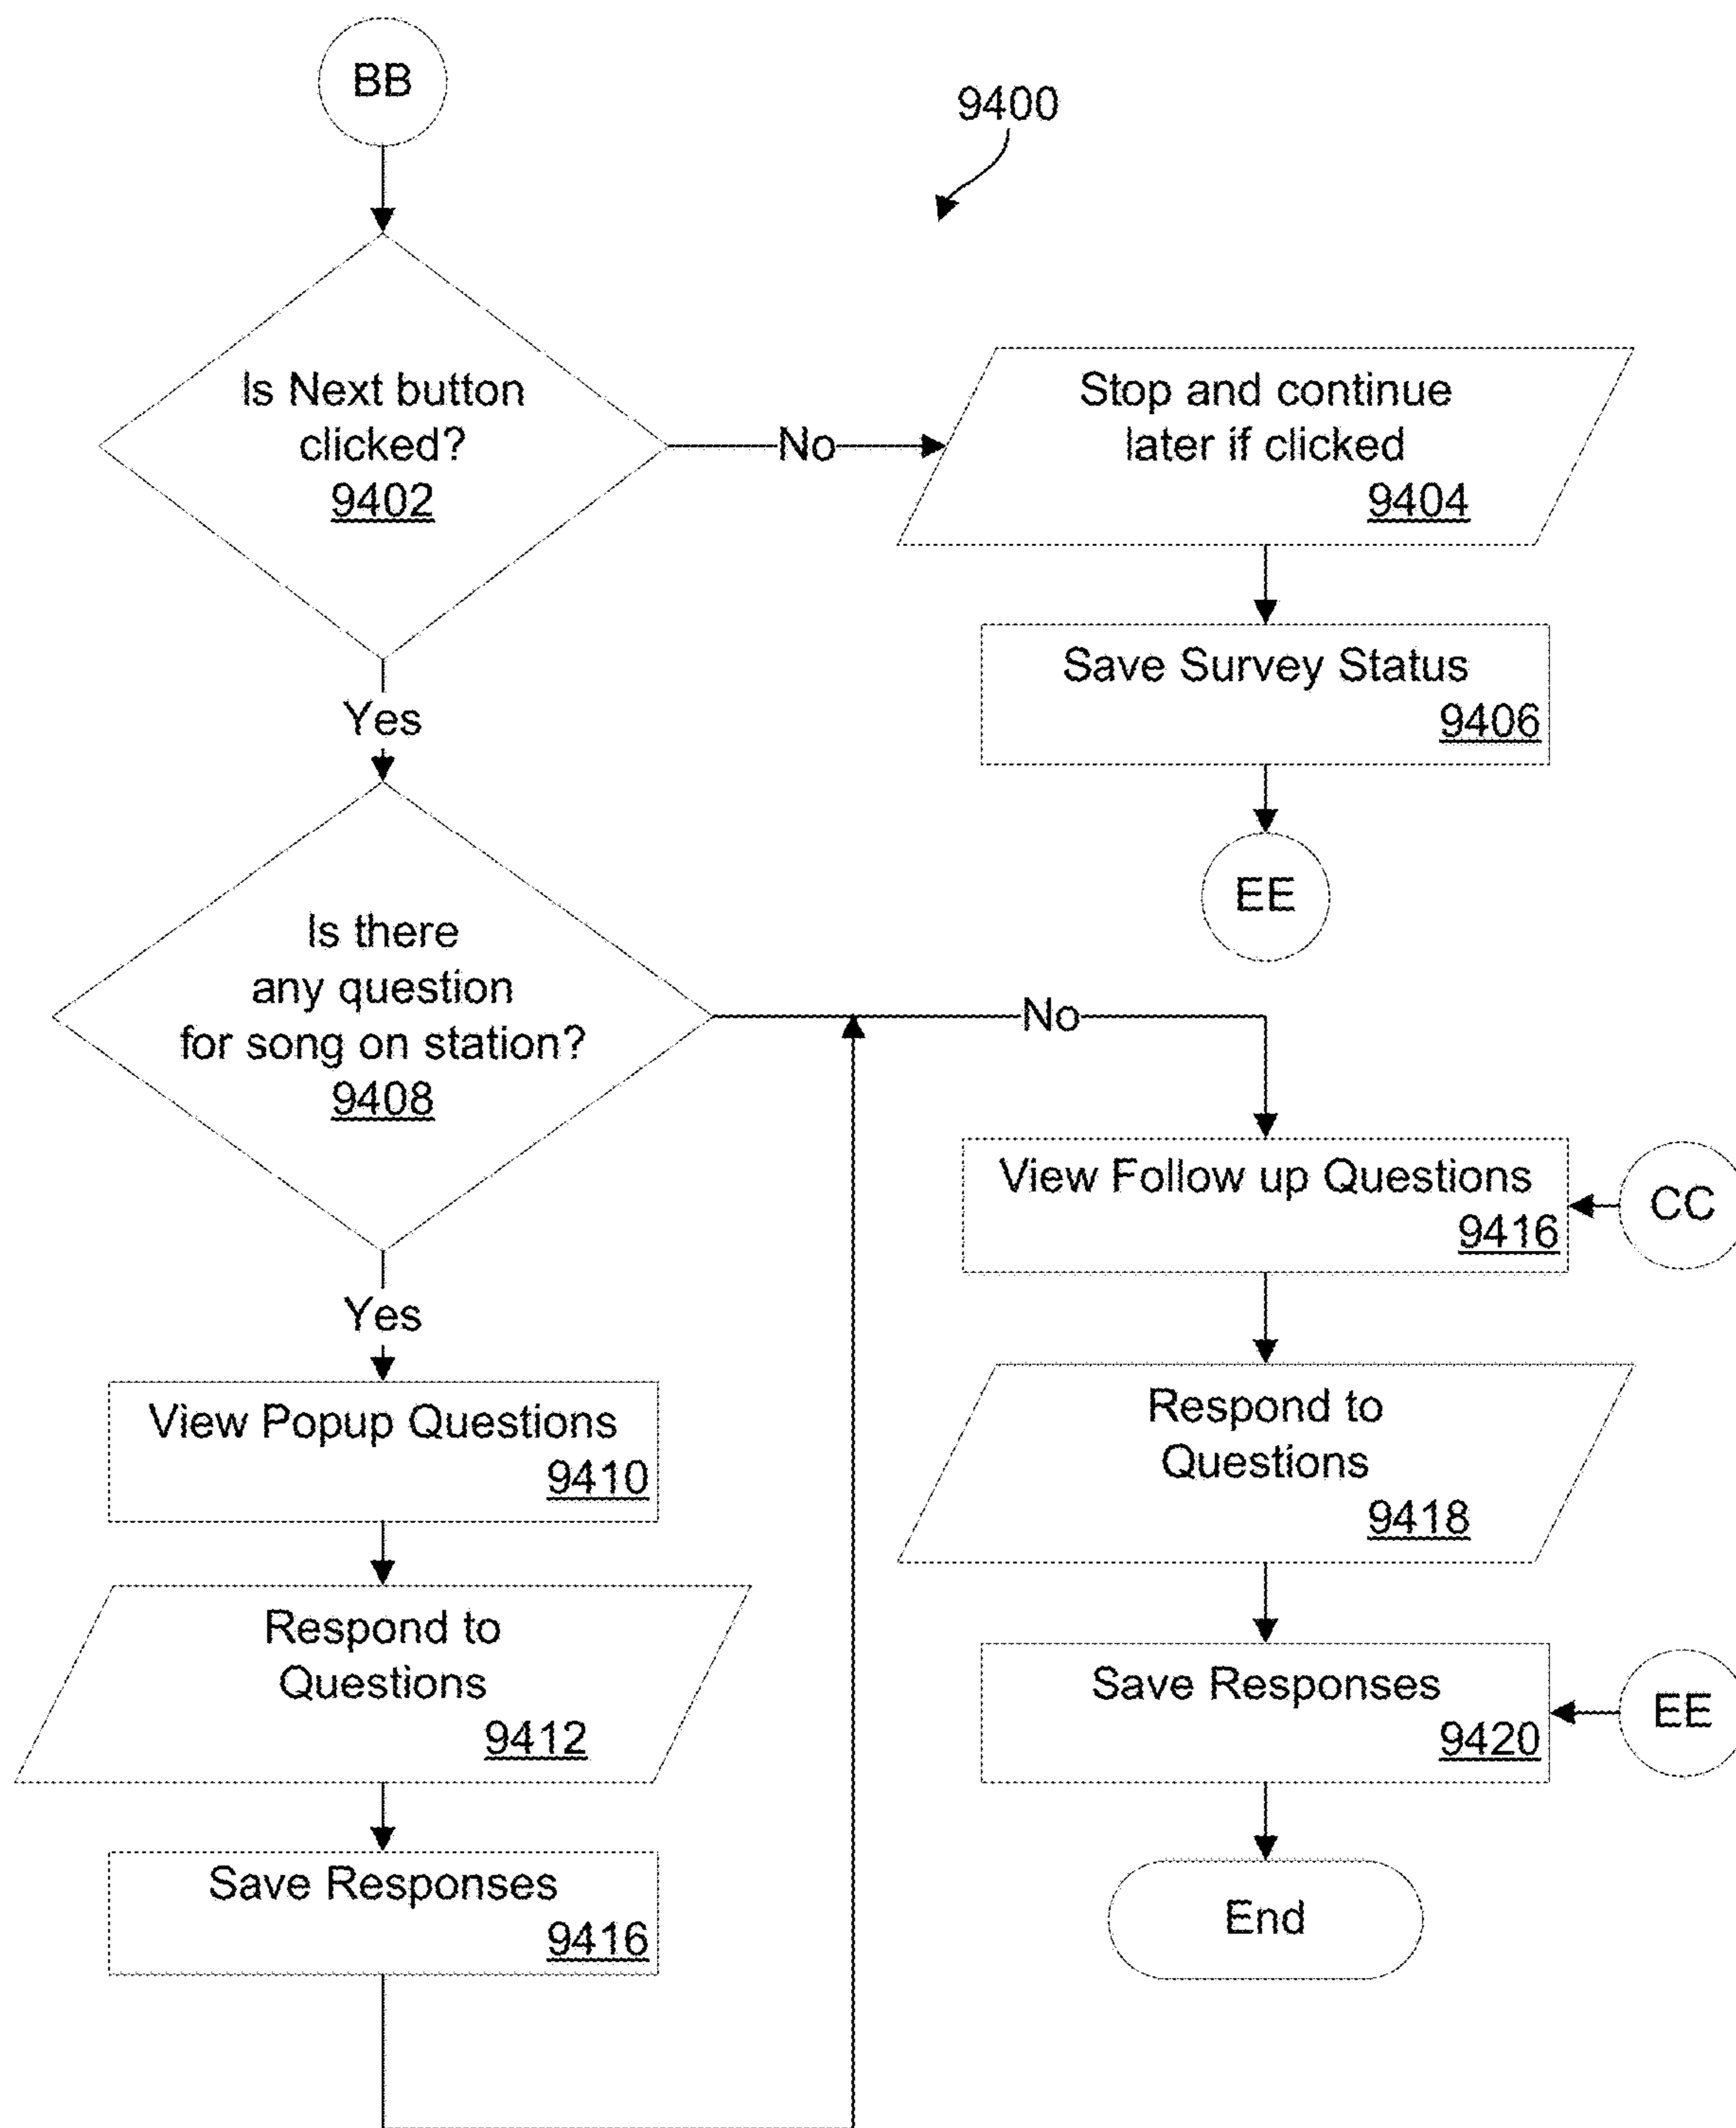 BB
9400
Is Next button
clicked?
9402
No
Stop and continue
later if clicked
9404
Save Survey Status
9406
EE
Yes
Is there
any question
for song on station?
9408
No
View Follow up Questions
9416
CC
Yes
View Popup Questions
9410
Respond to
Questions
9412
Save Responses
9416
Respond to
Questions
9418
Save Responses
9420
EE
End